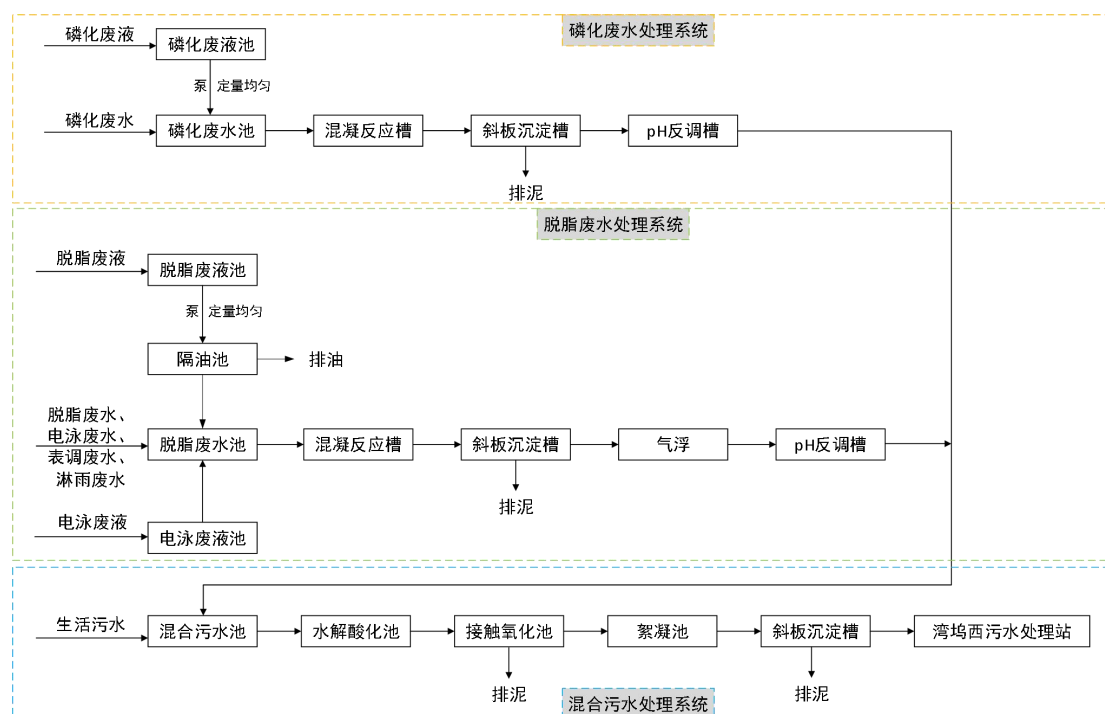 磷化废水处理系统
磷化废液
磷化废液池
泵 定量均匀
磷化废水
磷化废水池
混凝反应槽
斜板沉淀槽
pH反调槽
排泥
脱脂废水处理系统
脱脂废液
脱脂废液池
泵 定量均匀
隔油池
排油
脱脂废水、
电泳废水、
表调废水、
淋雨废水
脱脂废水池
混凝反应槽
斜板沉淀槽
气浮
pH反调槽
排泥
电泳废液
电泳废液池
生活污水
混合污水池
水解酸化池
接触氧化池
絮凝池
斜板沉淀槽
湾坞西污水处理站
排泥
排泥
混合污水处理系统